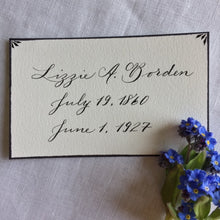 Lizzie A. Borden
July 19, 1860
June 1, 1927